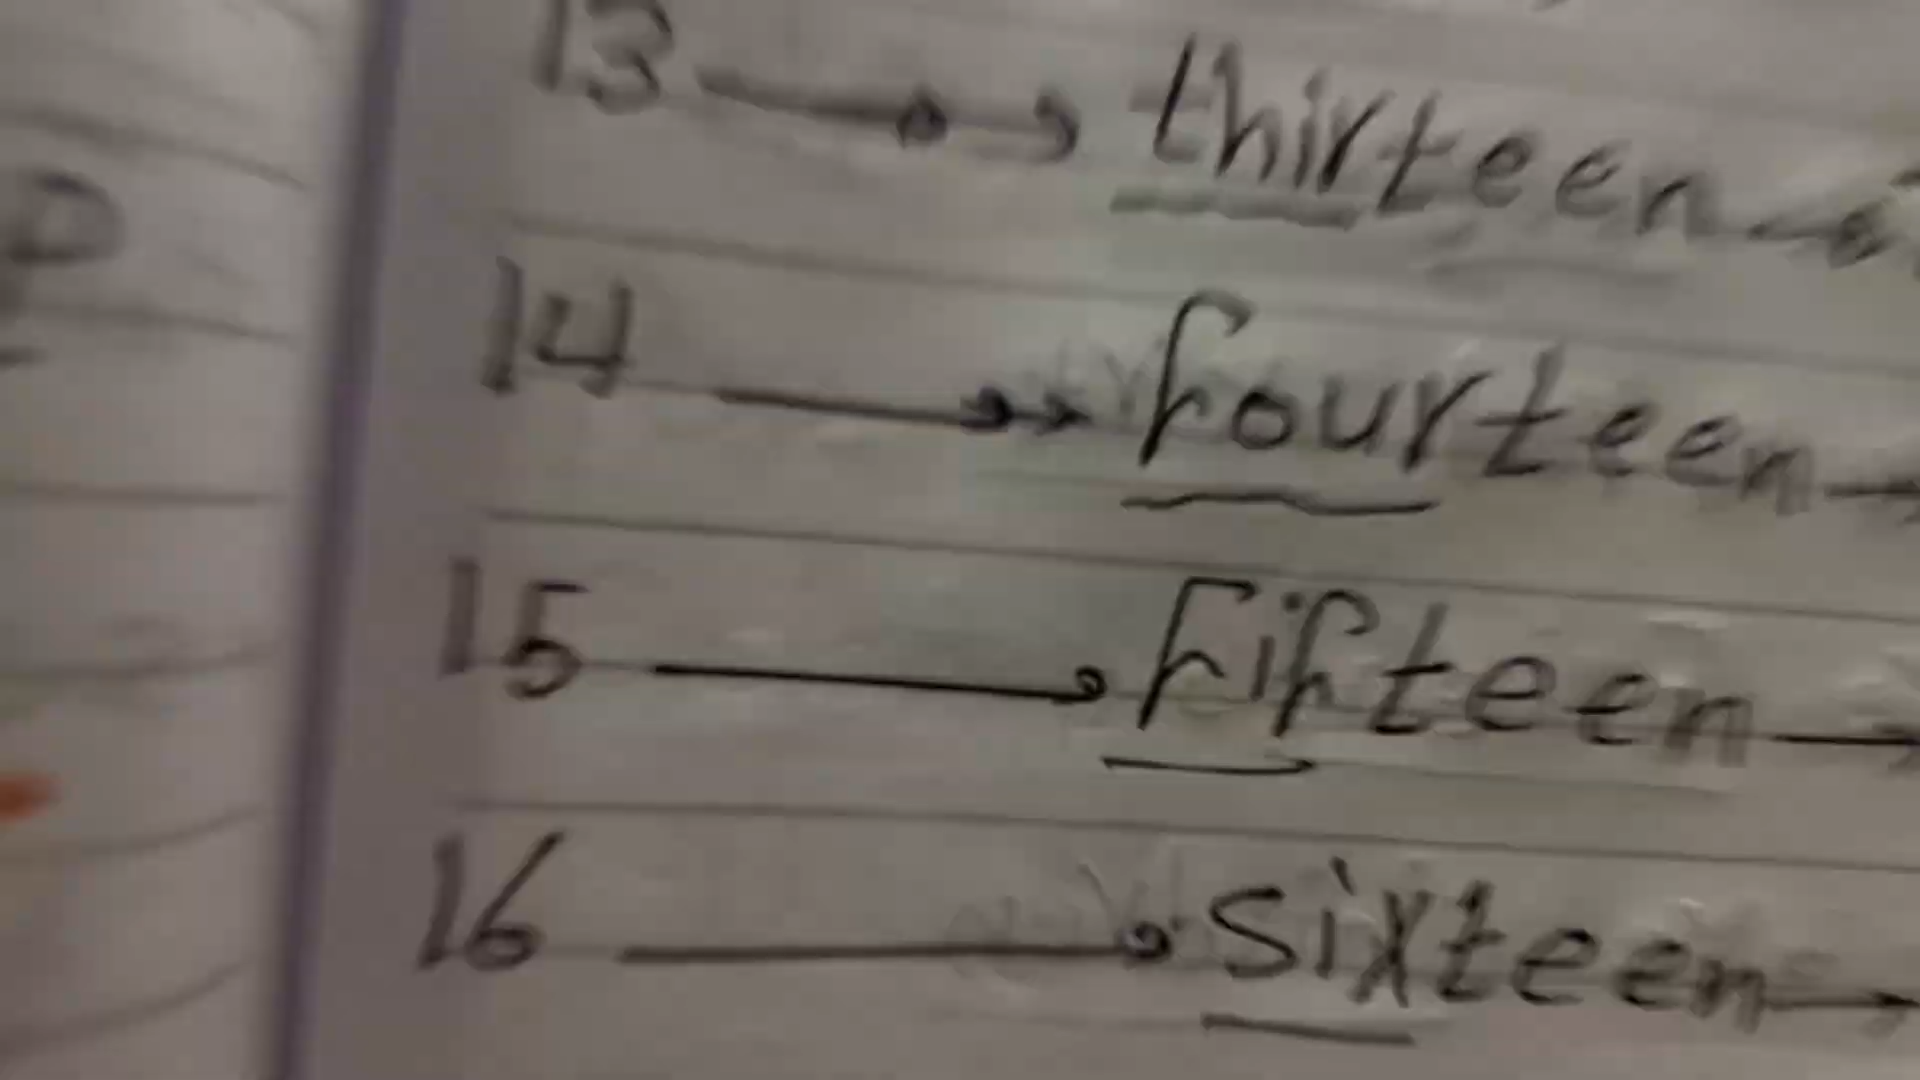 13 → thirteen →
14 → fourteen →
15 → Fifteen →
16 → sixteen →